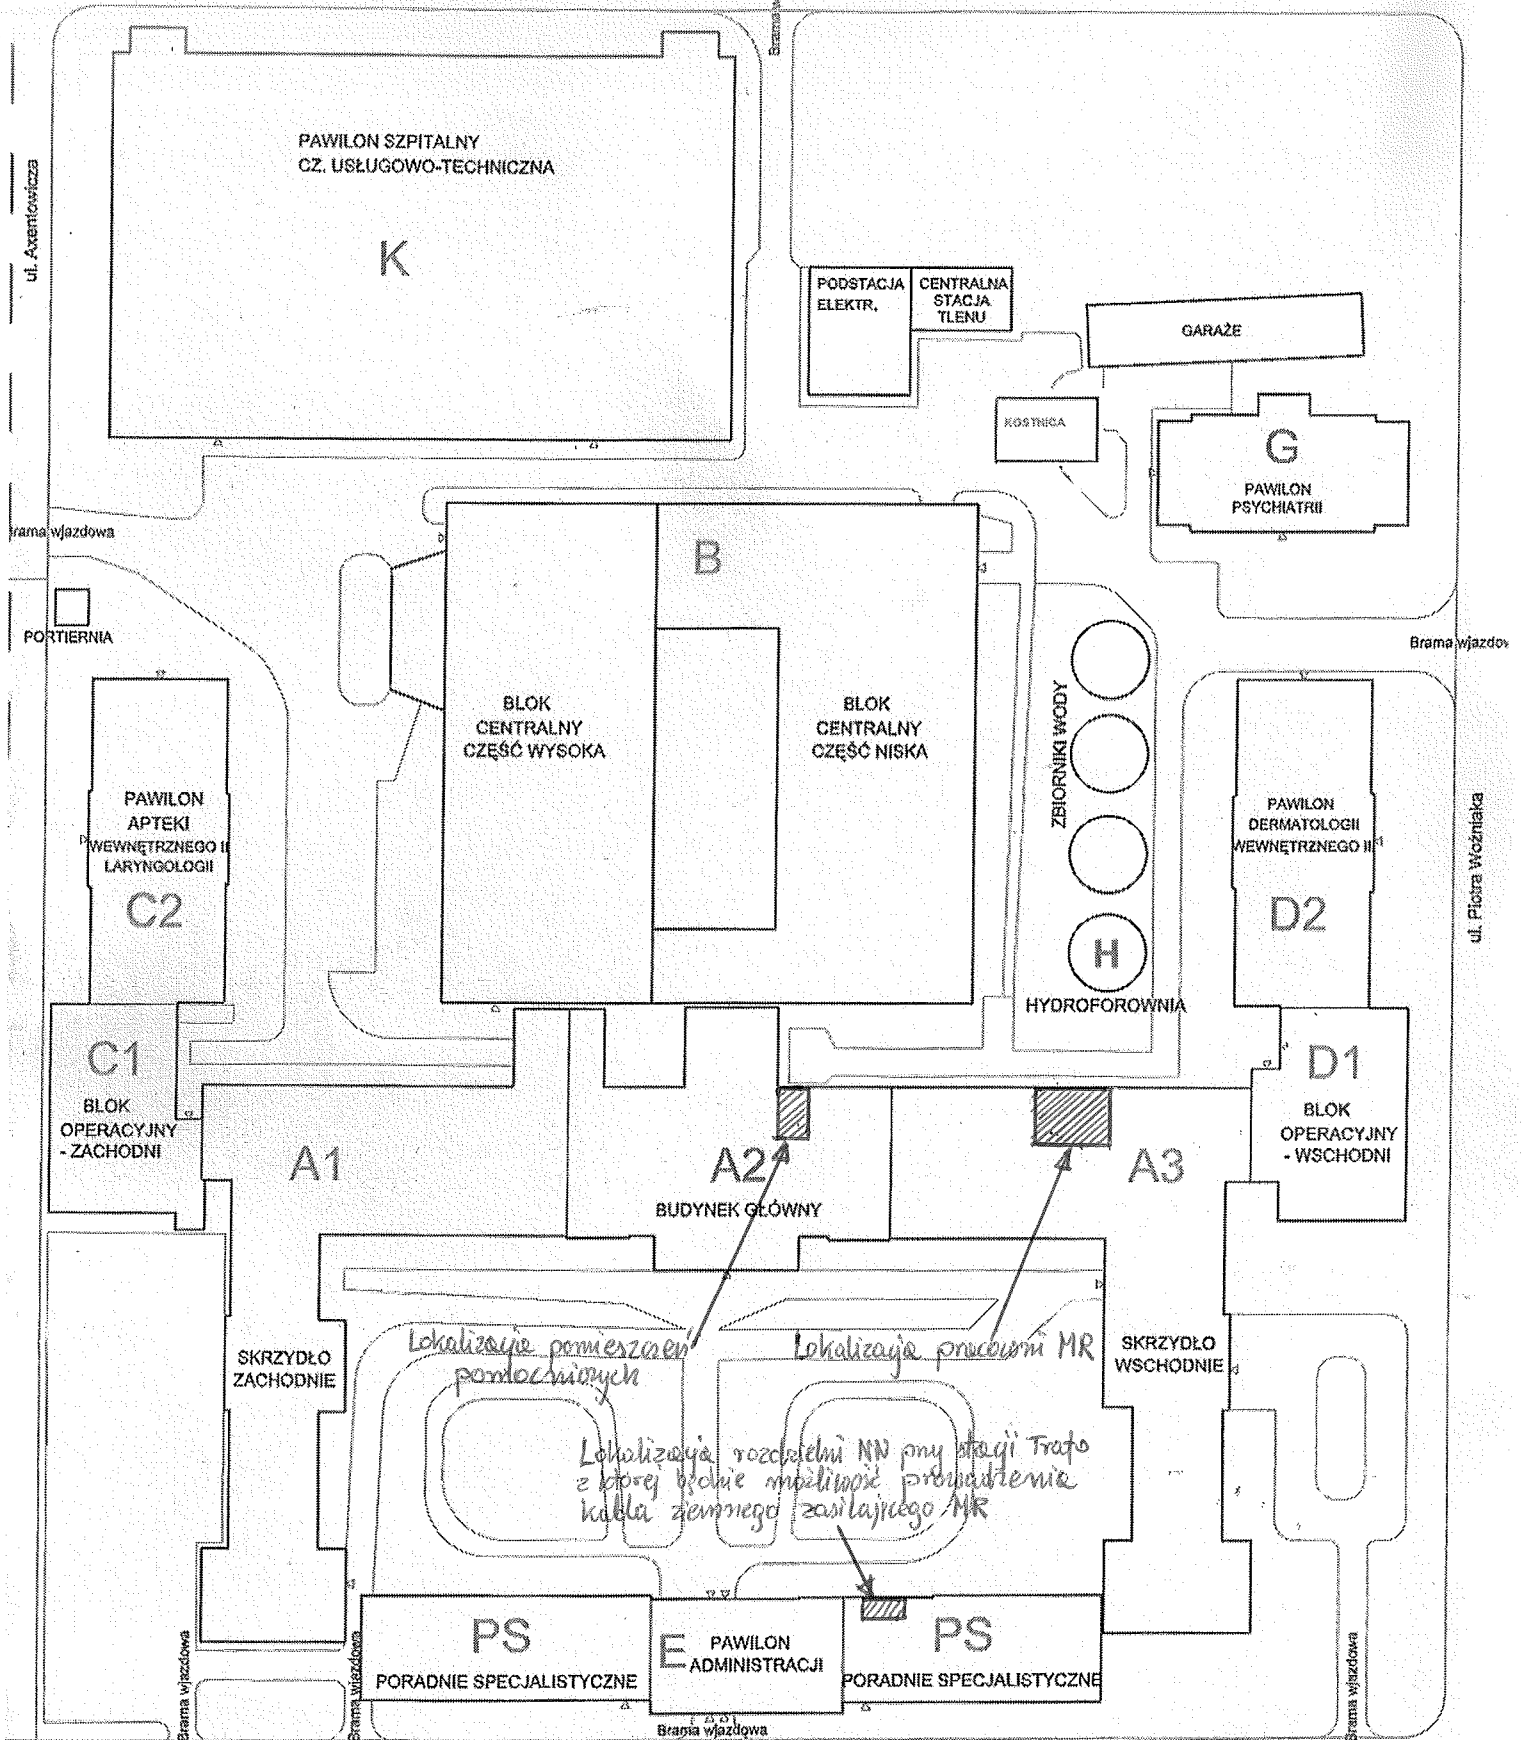 Brama w
PAWILON SZPITALNY
CZ. USŁUGOWO-TECHNICZNA
K
ul. Axentowicza
PODSTACJA
ELEKTR.
CENTRALNA
STACJA
TLENU
GARAŻE
KOSTNICA
G
PAWILON
PSYCHIATRII
rama wjazdowa
B
PORTIERNIA
Brama wjazdow
BLOK
CENTRALNY
CZĘŚĆ WYSOKA
BLOK
CENTRALNY
CZĘŚĆ NISKA
ZBIORNIKI WODY
PAWILON
APTEKI
WEWNĘTRZNEGO II
LARYNGOLOGII
C2
PAWILON
DERMATOLOGII
WEWNĘTRZNEGO II
D2
ul. Piotra Woźniaka
H
HYDROFOROWNIA
C1
BLOK
OPERACYJNY
- ZACHODNI
D1
BLOK
OPERACYJNY
- WSCHODNI
A1
A2
BUDYNEK GŁÓWNY
A3
SKRZYDŁO
ZACHODNIE
Lokalizacja pomieszczeń
pomocniczych
Lokalizacja pracowni MR
SKRZYDŁO
WSCHODNIE
Lokalizacja rozdzielni NN przy stacji Trafo
z której będzie możliwość prowadzenia
kabla ziemnego zasilającego MR
PS
PORADNIE SPECJALISTYCZNE
E
PAWILON
ADMINISTRACJI
PS
PORADNIE SPECJALISTYCZNE
Brama wjazdowa
Brama wjazdowa
Brama wjazdowa
Brama wjazdowa